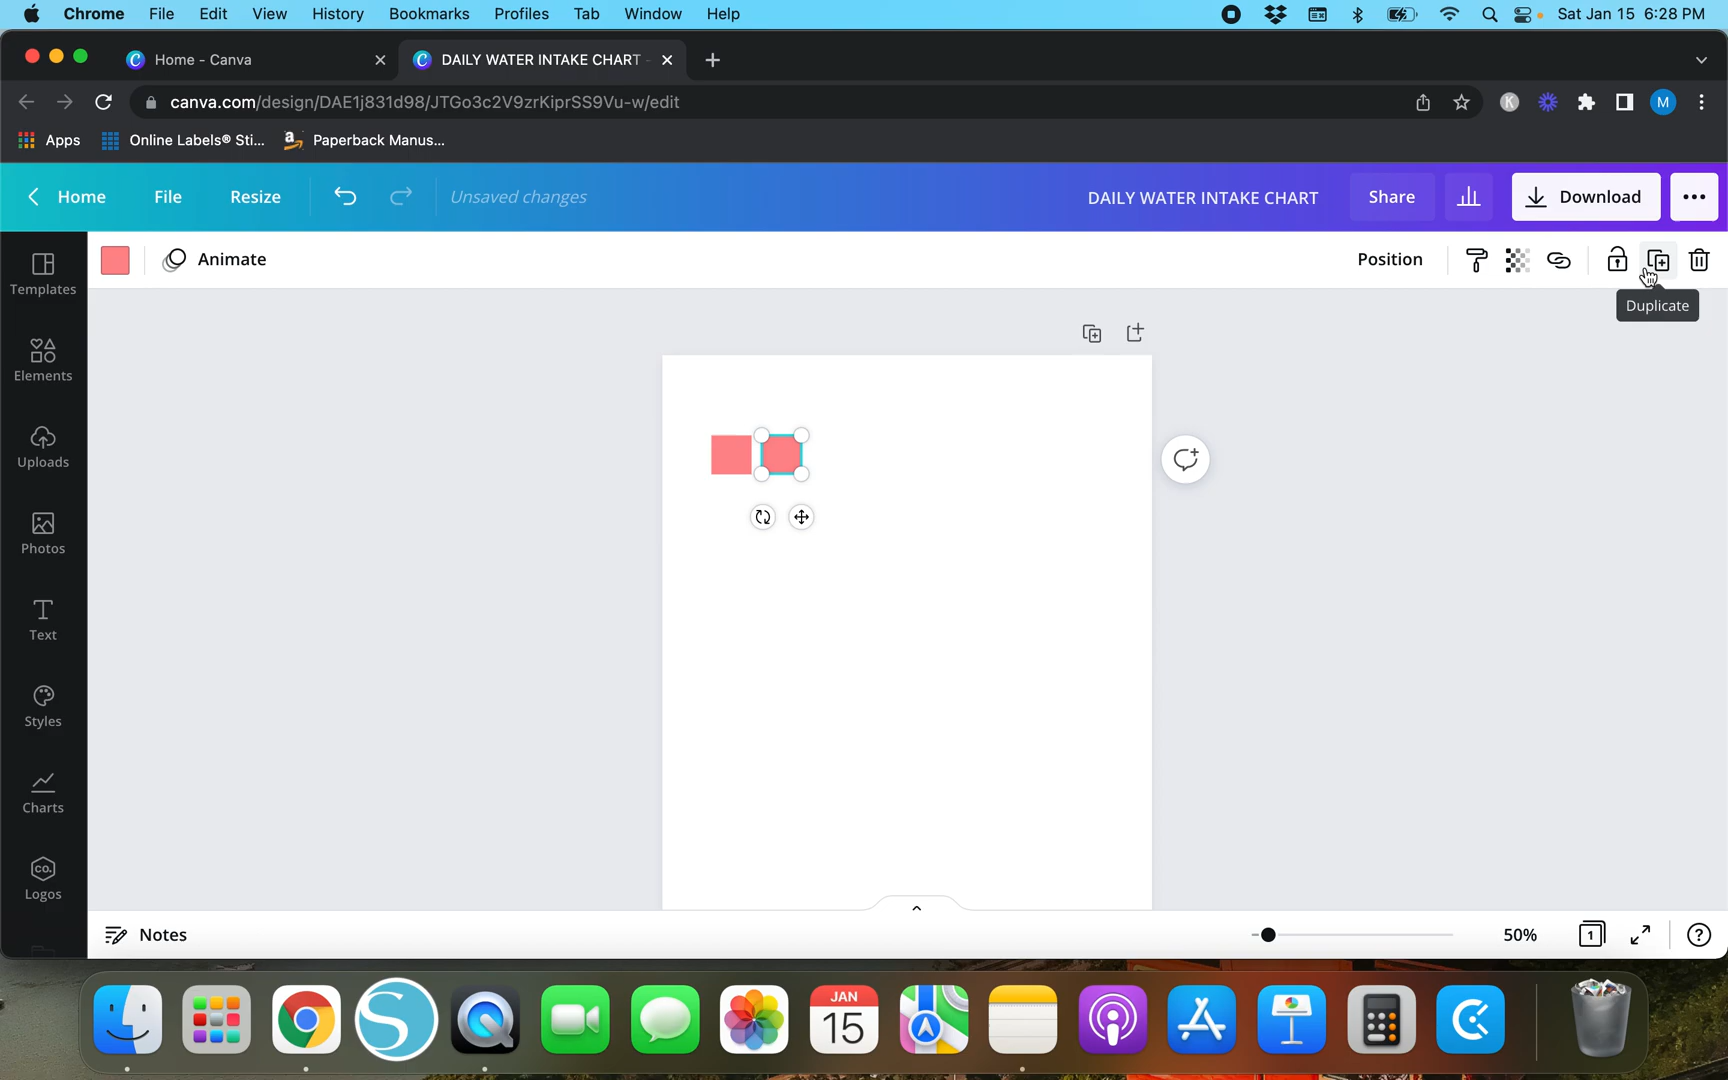 Chrome File Edit View History Bookmarks Profiles Tab Window Help Sat Jan 15 6:28 PM
Home - Canva DAILY WATER INTAKE CHART -
canva.com/design/DAE1j831d98/JTGo3c2V9zrKiprSS9Vu-w/edit K M
Apps Online Labels® Sti... Paperback Manus...
Home File Resize Unsaved changes DAILY WATER INTAKE CHART Share Download
Animate Position
Duplicate
Templates
Elements
Uploads
Photos
Text
Styles
Charts
CO.
Logos
Notes 50% 1
JAN
15